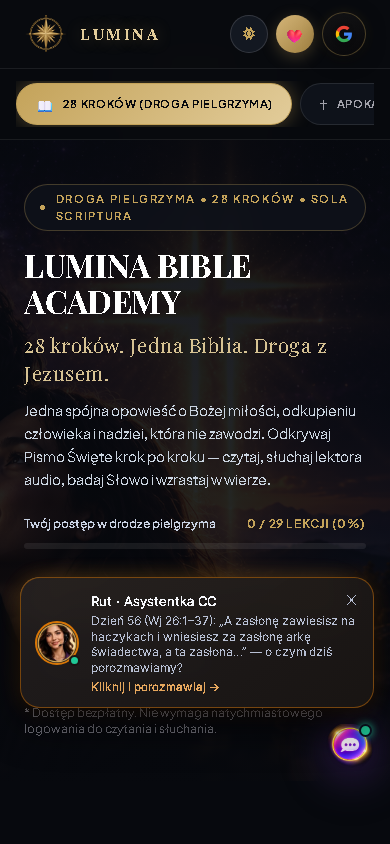 LUMINA
28 KROKÓW (DROGA PIELGRZYMA)
APOKA
DROGA PIELGRZYMA • 28 KROKÓW • SOLA
SCRIPTURA
LUMINA BIBLE
ACADEMY
28 kroków. Jedna Biblia. Droga z
Jezusem.
Jedna spójna opowieść o Bożej miłości, odkupieniu
człowieka i nadziei, która nie zawodzi. Odkrywaj
Pismo Święte krok po kroku — czytaj, słuchaj lektora
audio, badaj Słowo i wzrastaj w wierze.
Twój postęp w drodze pielgrzyma
0 / 29 LEKCJI (0%)
Rut · Asystentka CC
Dzień 56 (Wj 26:1–37): „A zasłonę zawiesisz na
haczykach i wniesiesz za zasłonę arkę
świadectwa, a ta zasłona…" — o czym dziś
porozmawiamy?
Kliknij i porozmawiaj →
* Dostęp bezpłatny. Nie wymaga natychmiastowego
logowania do czytania i słuchania.